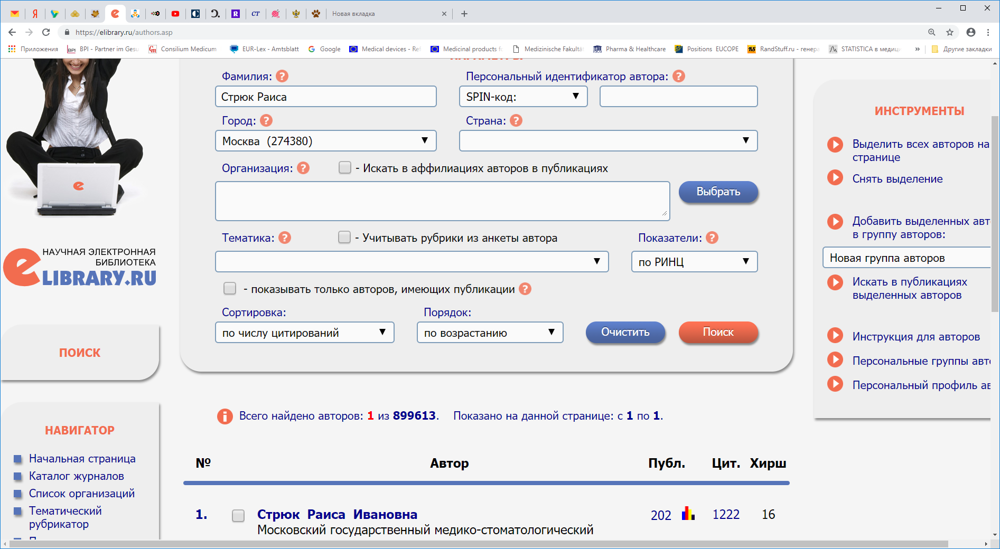 Новая вкладка
https://elibrary.ru/authors.asp
Приложения
BPI - Partner im Gesu
Consilium Medicum
EUR-Lex - Amtsblatt
Google
Medical devices - Ref
Medicinal products fo
Medizinische Fakultät
Pharma & Healthcare
Positions EUCOPE
RandStuff.ru - генера
STATISTICA в медици
Другие закладки
Фамилия: ?
Персональный идентификатор автора: ?
Стрюк Раиса
SPIN-код:
Город: ?
Страна: ?
Москва (274380)
Организация: ?
- Искать в аффилиациях авторов в публикациях
Выбрать
Тематика: ?
- Учитывать рубрики из анкеты автора
Показатели: ?
по РИНЦ
- показывать только авторов, имеющих публикации ?
Сортировка:
Порядок:
по числу цитирований
по возрастанию
Очистить
Поиск
Всего найдено авторов: 1 из 899613. Показано на данной странице: с 1 по 1.
№ Автор Публ. Цит. Хирш
1. Стрюк Раиса Ивановна 202 1222 16
Московский государственный медико-стоматологический
НАУЧНАЯ ЭЛЕКТРОННАЯ
БИБЛИОТЕКА
eLIBRARY.RU
ПОИСК
НАВИГАТОР
Начальная страница
Каталог журналов
Список организаций
Тематический
рубрикатор
ИНСТРУМЕНТЫ
Выделить всех авторов на
странице
Снять выделение
Добавить выделенных авт
в группу авторов:
Новая группа авторов
Искать в публикациях
выделенных авторов
Инструкция для авторов
Персональные группы авто
Персональный профиль ав